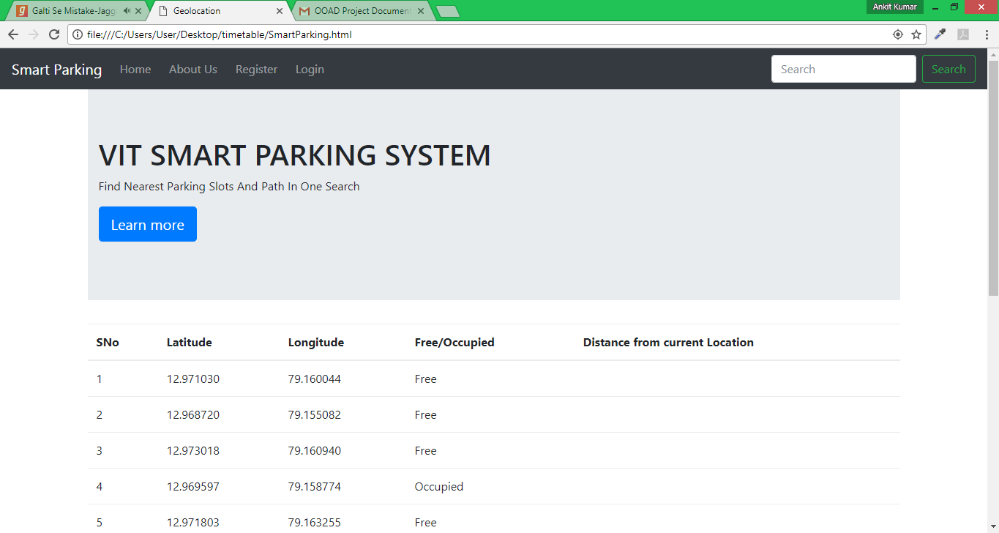 Ankit Kumar
Galti Se Mistake-Jagg
Geolocation
OOAD Project Document
file:///C:/Users/User/Desktop/timetable/SmartParking.html
Smart Parking Home About Us Register Login Search Search
VIT SMART PARKING SYSTEM
Find Nearest Parking Slots And Path In One Search
Learn more
SNo Latitude Longitude Free/Occupied Distance from current Location
1 12.971030 79.160044 Free
2 12.968720 79.155082 Free
3 12.973018 79.160940 Free
4 12.969597 79.158774 Occupied
5 12.971803 79.163255 Free